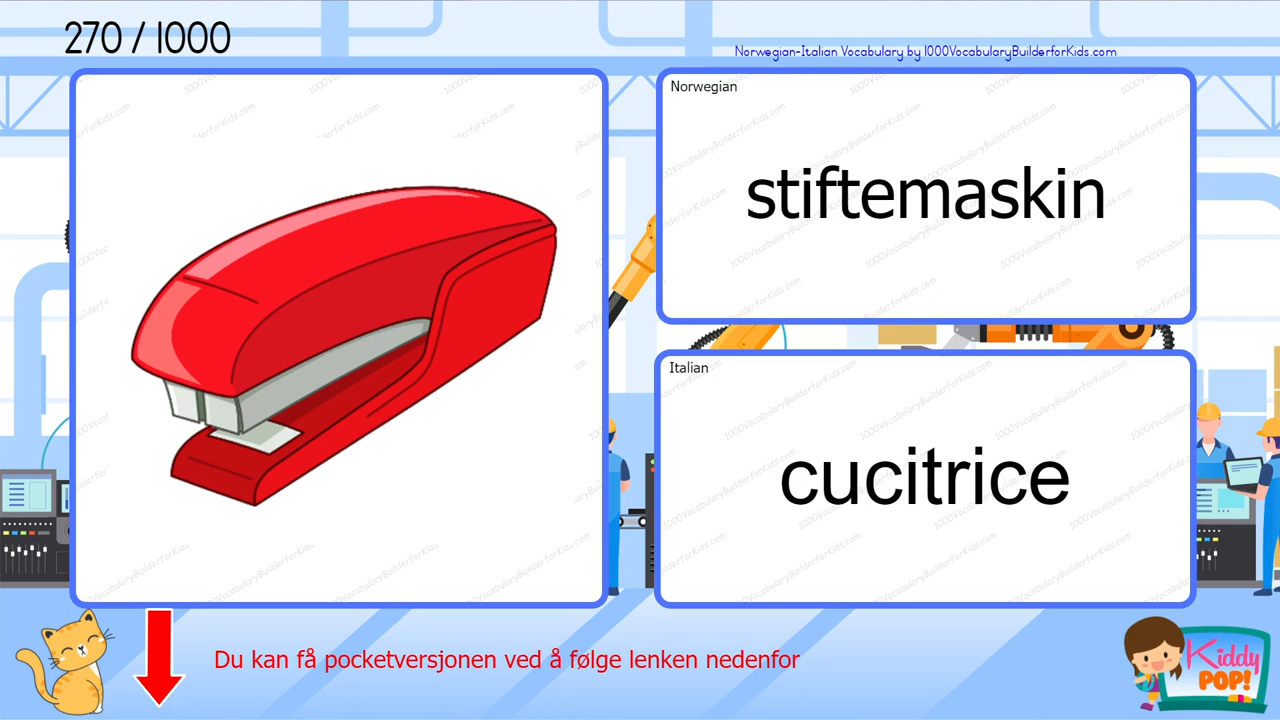 270 / 1000
Norwegian-Italian Vocabulary by 1000VocabularyBuilderforKids.com
Norwegian
stiftemaskin
Italian
cucitrice
Du kan få pocketversjonen ved å følge lenken nedenfor
Kiddy
POP!